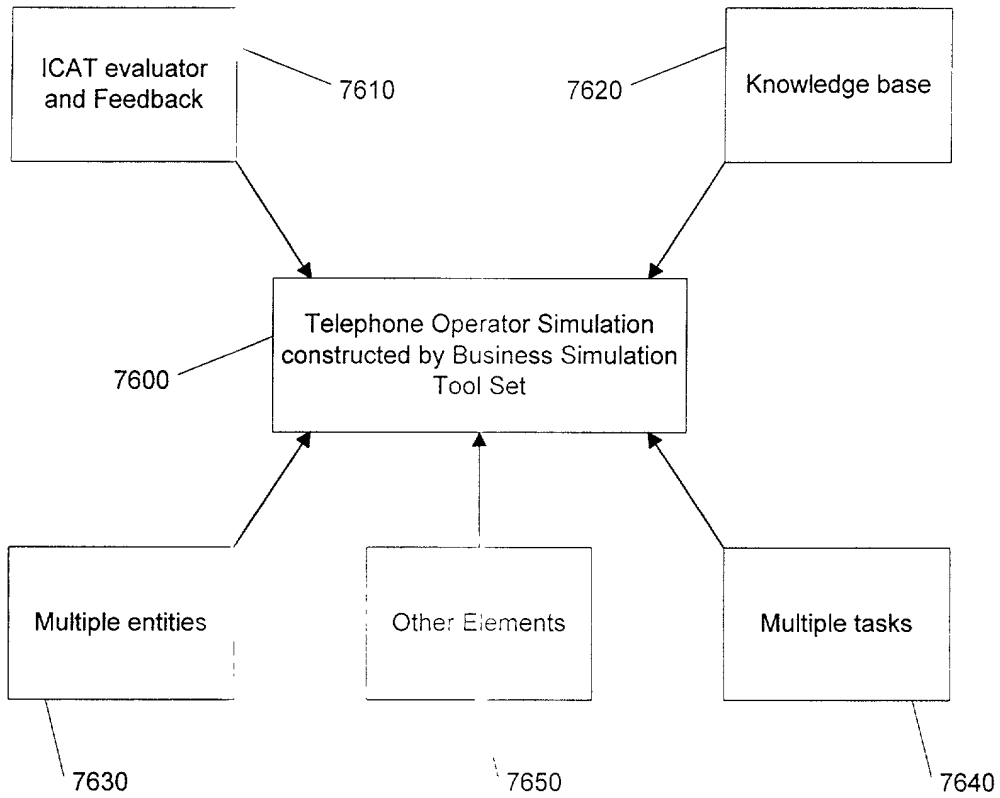 ICAT evaluator
and Feedback
7610
7620
Knowledge base
Telephone Operator Simulation
constructed by Business Simulation
Tool Set
7600
Multiple entities
Other Elements
Multiple tasks
7630
7650
7640